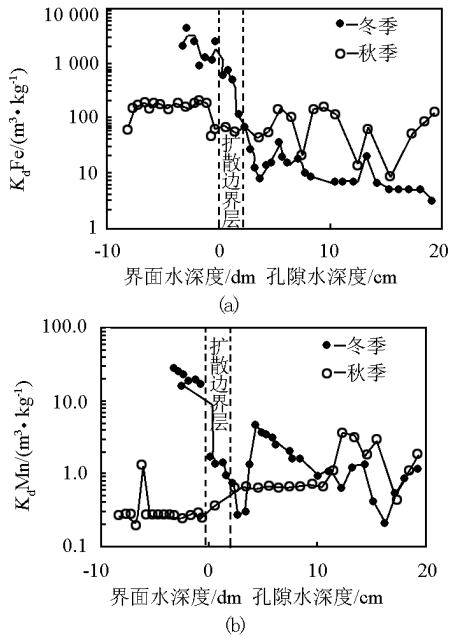 10 000
1 000
100
10
1
KdFe/(m³•kg⁻¹)
冬季
秋季
扩散边界层
-10
0
10
20
界面水深度/dm 孔隙水深度/cm
(a)
100.0
10.0
1.0
0.1
KdMn/(m³•kg⁻¹)
扩散边界层
冬季
秋季
-10
0
10
20
界面水深度/dm 孔隙水深度/cm
(b)